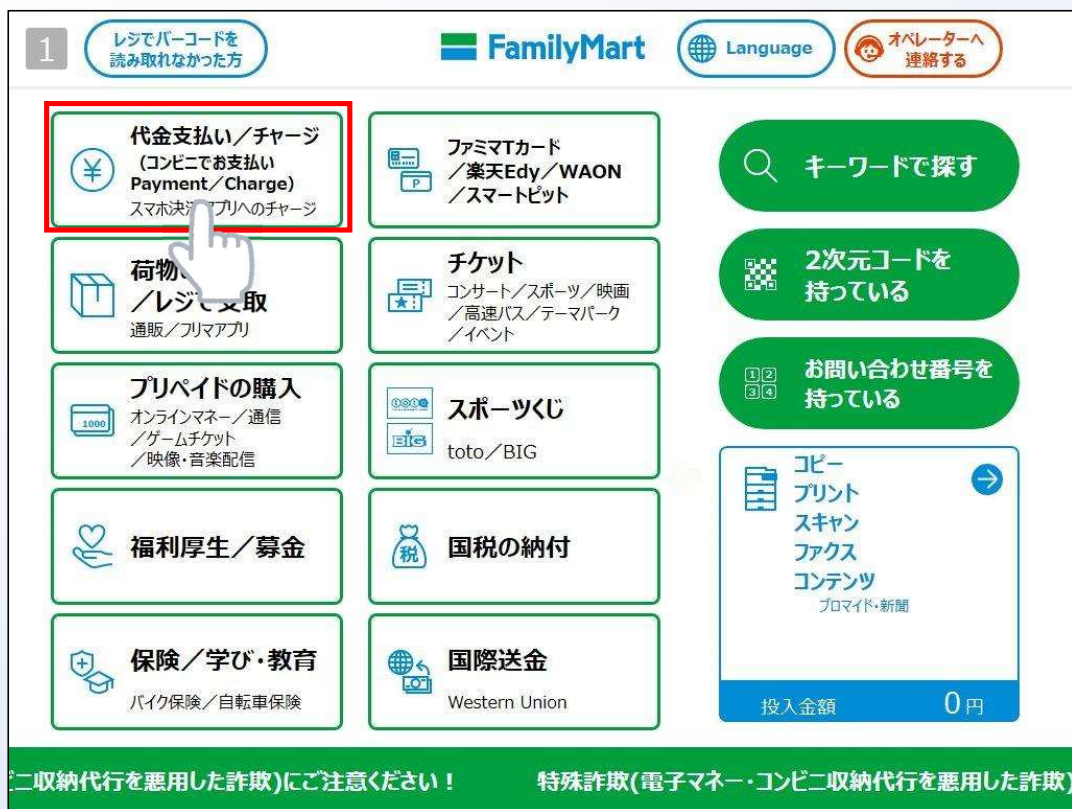 1
レジでバーコードを
読み取れなかった方
FamilyMart
Language
オペレーターへ
連絡する
代金支払い／チャージ
(コンビニでお支払い
Payment／Charge)
スマホ決済アプリへのチャージ
ファミマTカード
／楽天Edy／WAON
／スマートピット
キーワードで探す
荷物
／レジで受取
通販／フリマアプリ
チケット
コンサート／スポーツ／映画
／高速バス／テーマパーク
／イベント
2次元コードを
持っている
プリペイドの購入
1000
オンラインマネー／通信
／ゲームチケット
／映像・音楽配信
toto
BIG
スポーツくじ
toto／BIG
1 2
3 4
お問い合わせ番号を
持っている
コピー
プリント
スキャン
ファクス
コンテンツ
ブロマイド・新聞
福利厚生／募金
税
国税の納付
保険／学び・教育
バイク保険／自転車保険
国際送金
Western Union
投入金額 0円
ニ収納代行を悪用した詐欺)にご注意ください！ 特殊詐欺(電子マネー・コンビニ収納代行を悪用した詐欺)